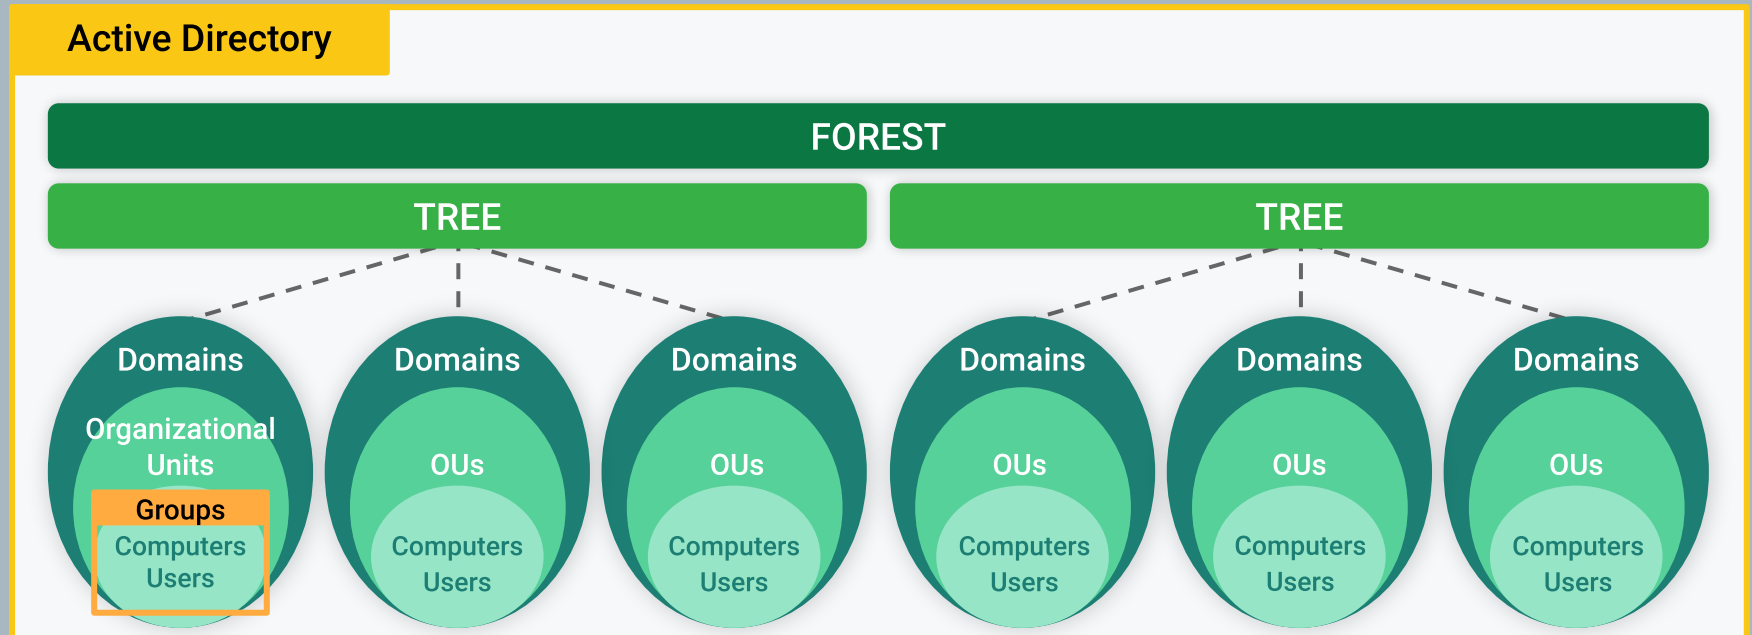 Active Directory
FOREST
TREE
TREE
Domains
Organizational
Units
Groups
Computers
Users
Domains
OUs
Computers
Users
Domains
OUs
Computers
Users
Domains
OUs
Computers
Users
Domains
OUs
Computers
Users
Domains
OUs
Computers
Users